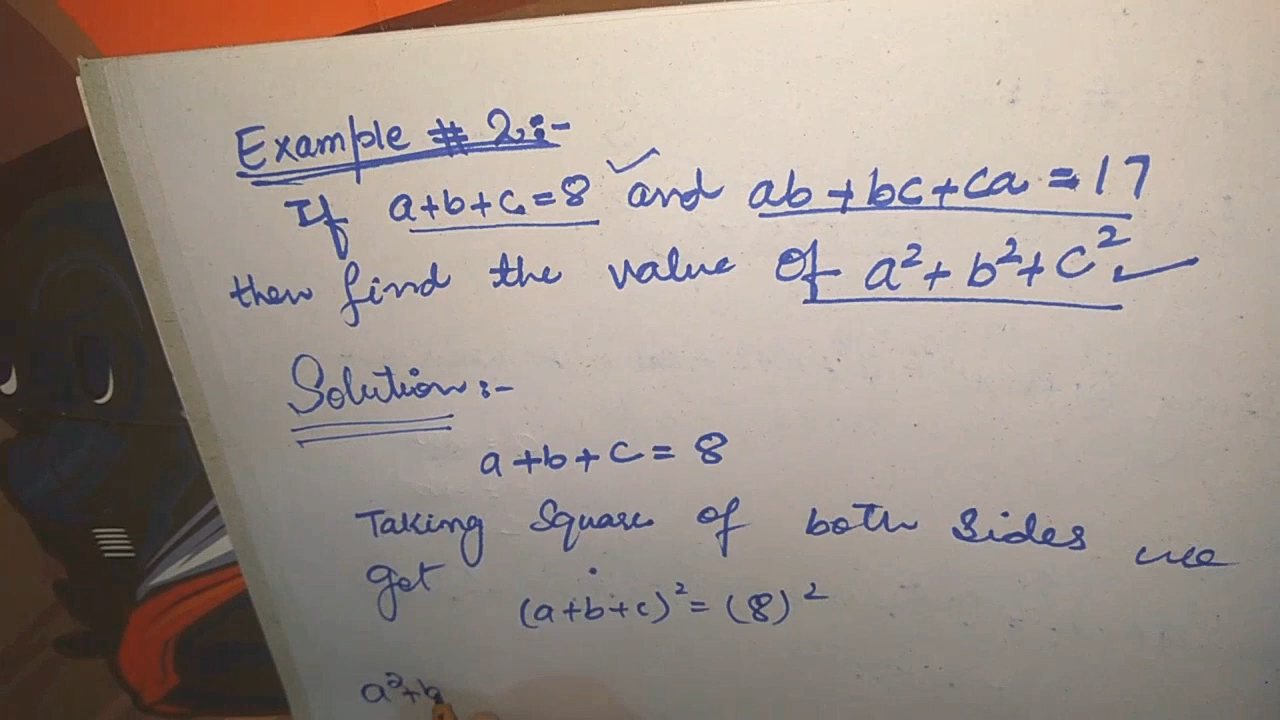 Example # 2:-
If a+b+c=8 and ab+bc+ca=17
then find the value of a²+b²+c².
Solution:-
a+b+c=8
Taking Square of both sides we
get
(a+b+c)²=(8)²
a²+b